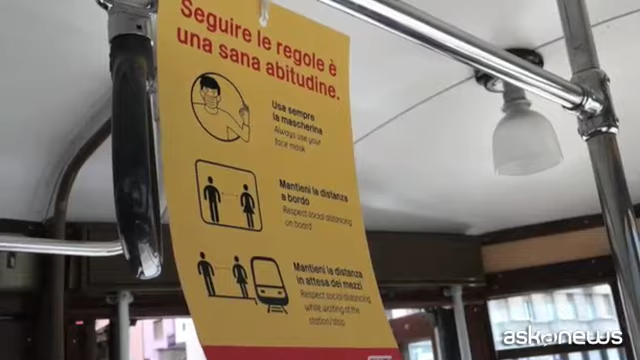 Seguire le regole è
una sana abitudine.
Usa sempre
la mascherina
Always use your
face mask
Mantieni la distanza
a bordo
Respect social distancing
on board
Mantieni la distanza
in attesa dei mezzi
Respect social distancing
while waiting at the
station/stop
askanews